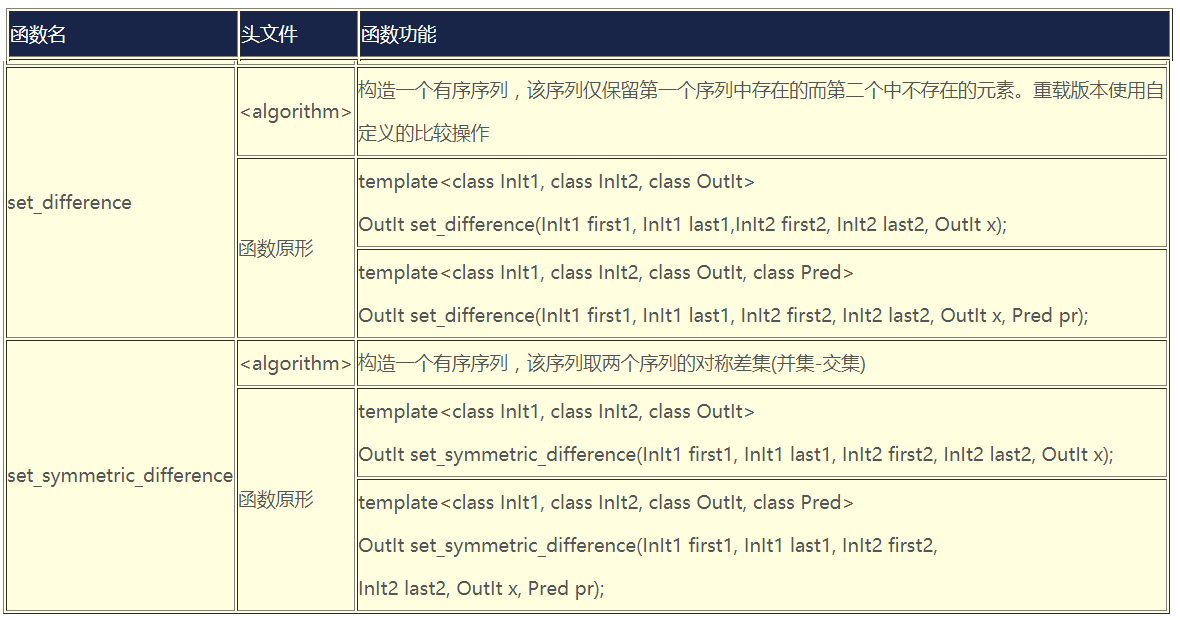 函数名 头文件 函数功能
<algorithm> 构造一个有序序列，该序列仅保留第一个序列中存在的而第二个中不存在的元素。重载版本使用自
定义的比较操作
set_difference
函数原形
template<class InIt1, class InIt2, class OutIt>
OutIt set_difference(InIt1 first1, InIt1 last1,InIt2 first2, InIt2 last2, OutIt x);
template<class InIt1, class InIt2, class OutIt, class Pred>
OutIt set_difference(InIt1 first1, InIt1 last1, InIt2 first2, InIt2 last2, OutIt x, Pred pr);
<algorithm> 构造一个有序序列，该序列取两个序列的对称差集(并集-交集)
set_symmetric_difference
函数原形
template<class InIt1, class InIt2, class OutIt>
OutIt set_symmetric_difference(InIt1 first1, InIt1 last1, InIt2 first2, InIt2 last2, OutIt x);
template<class InIt1, class InIt2, class OutIt, class Pred>
OutIt set_symmetric_difference(InIt1 first1, InIt1 last1, InIt2 first2,
InIt2 last2, OutIt x, Pred pr);